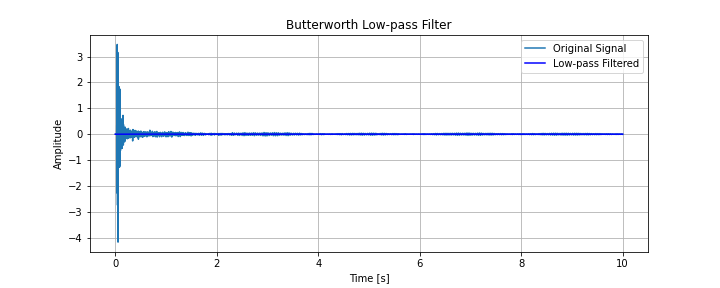 Butterworth Low-pass Filter
Original Signal
Low-pass Filtered
Amplitude
3
2
1
0
−1
−2
−3
−4
0
2
4
6
8
10
Time [s]